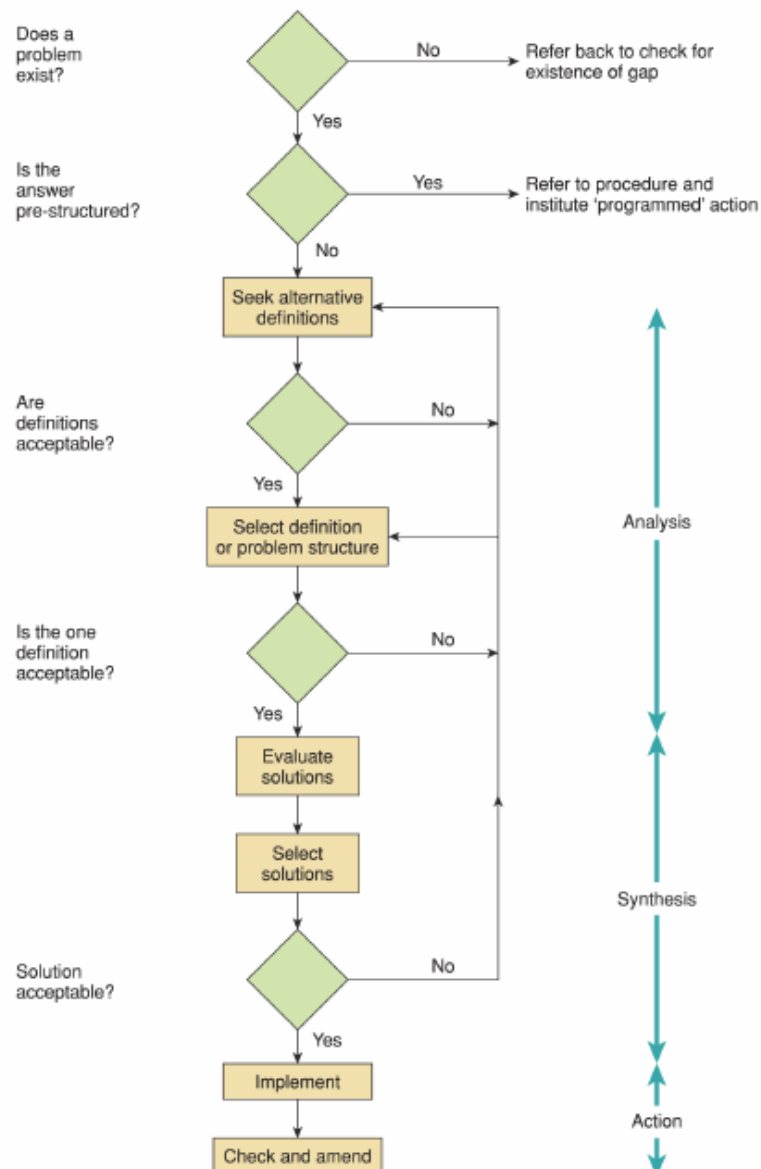 Does a
problem
exist?
No
Refer back to check for
existence of gap
Yes
Is the
answer
pre-structured?
Yes
Refer to procedure and
institute ‘programmed’ action
No
Seek alternative
definitions
Are
definitions
acceptable?
No
Yes
Select definition
or problem structure
Analysis
Is the one
definition
acceptable?
No
Yes
Evaluate
solutions
Select
solutions
Synthesis
Solution
acceptable?
No
Yes
Implement
Action
Check and amend